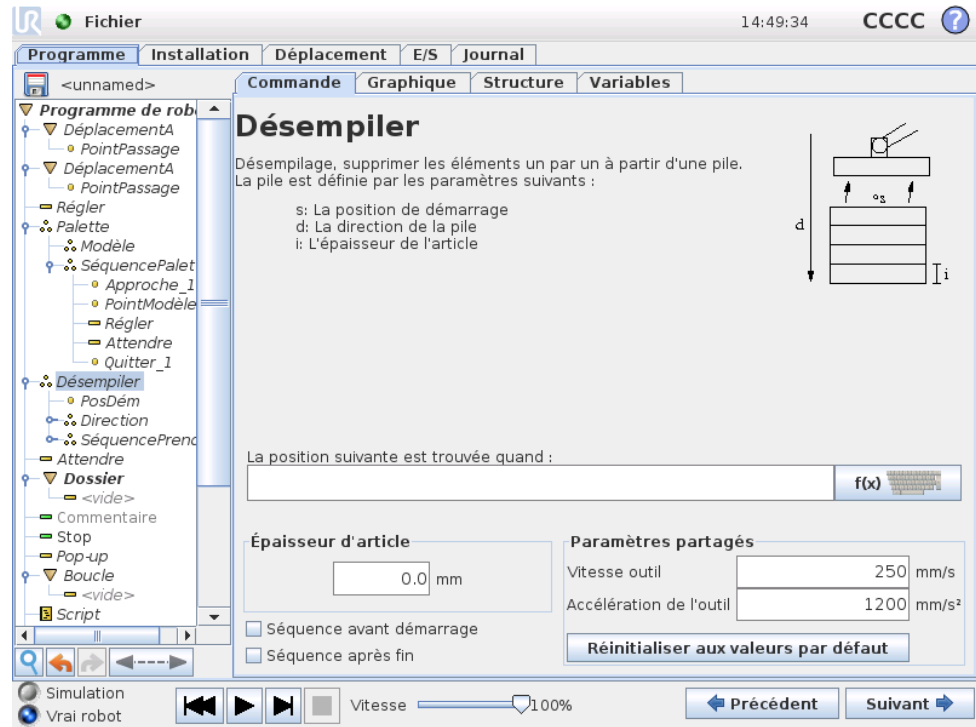 UR Fichier 14:49:34 CCCC ?
Programme Installation Déplacement E/S Journal
<unnamed>
Commande Graphique Structure Variables
Programme de rob
DéplacementA
PointPassage
DéplacementA
PointPassage
Régler
Palette
Modèle
SéquencePalet
Approche_1
PointModèle
Régler
Attendre
Quitter_1
Désempiler
PosDém
Direction
SéquencePrend
Attendre
Dossier
<vide>
Commentaire
Stop
Pop-up
Boucle
<vide>
Script
Désempiler
Désempilage, supprimer les éléments un par un à partir d'une pile.
La pile est définie par les paramètres suivants :
s: La position de démarrage
d: La direction de la pile
i: L'épaisseur de l'article
s
d
i
La position suivante est trouvée quand :
f(x)
Épaisseur d'article
0.0 mm
Séquence avant démarrage
Séquence après fin
Paramètres partagés
Vitesse outil 250 mm/s
Accélération de l'outil 1200 mm/s²
Réinitialiser aux valeurs par défaut
Simulation
Vrai robot
Vitesse 100%
Précédent Suivant